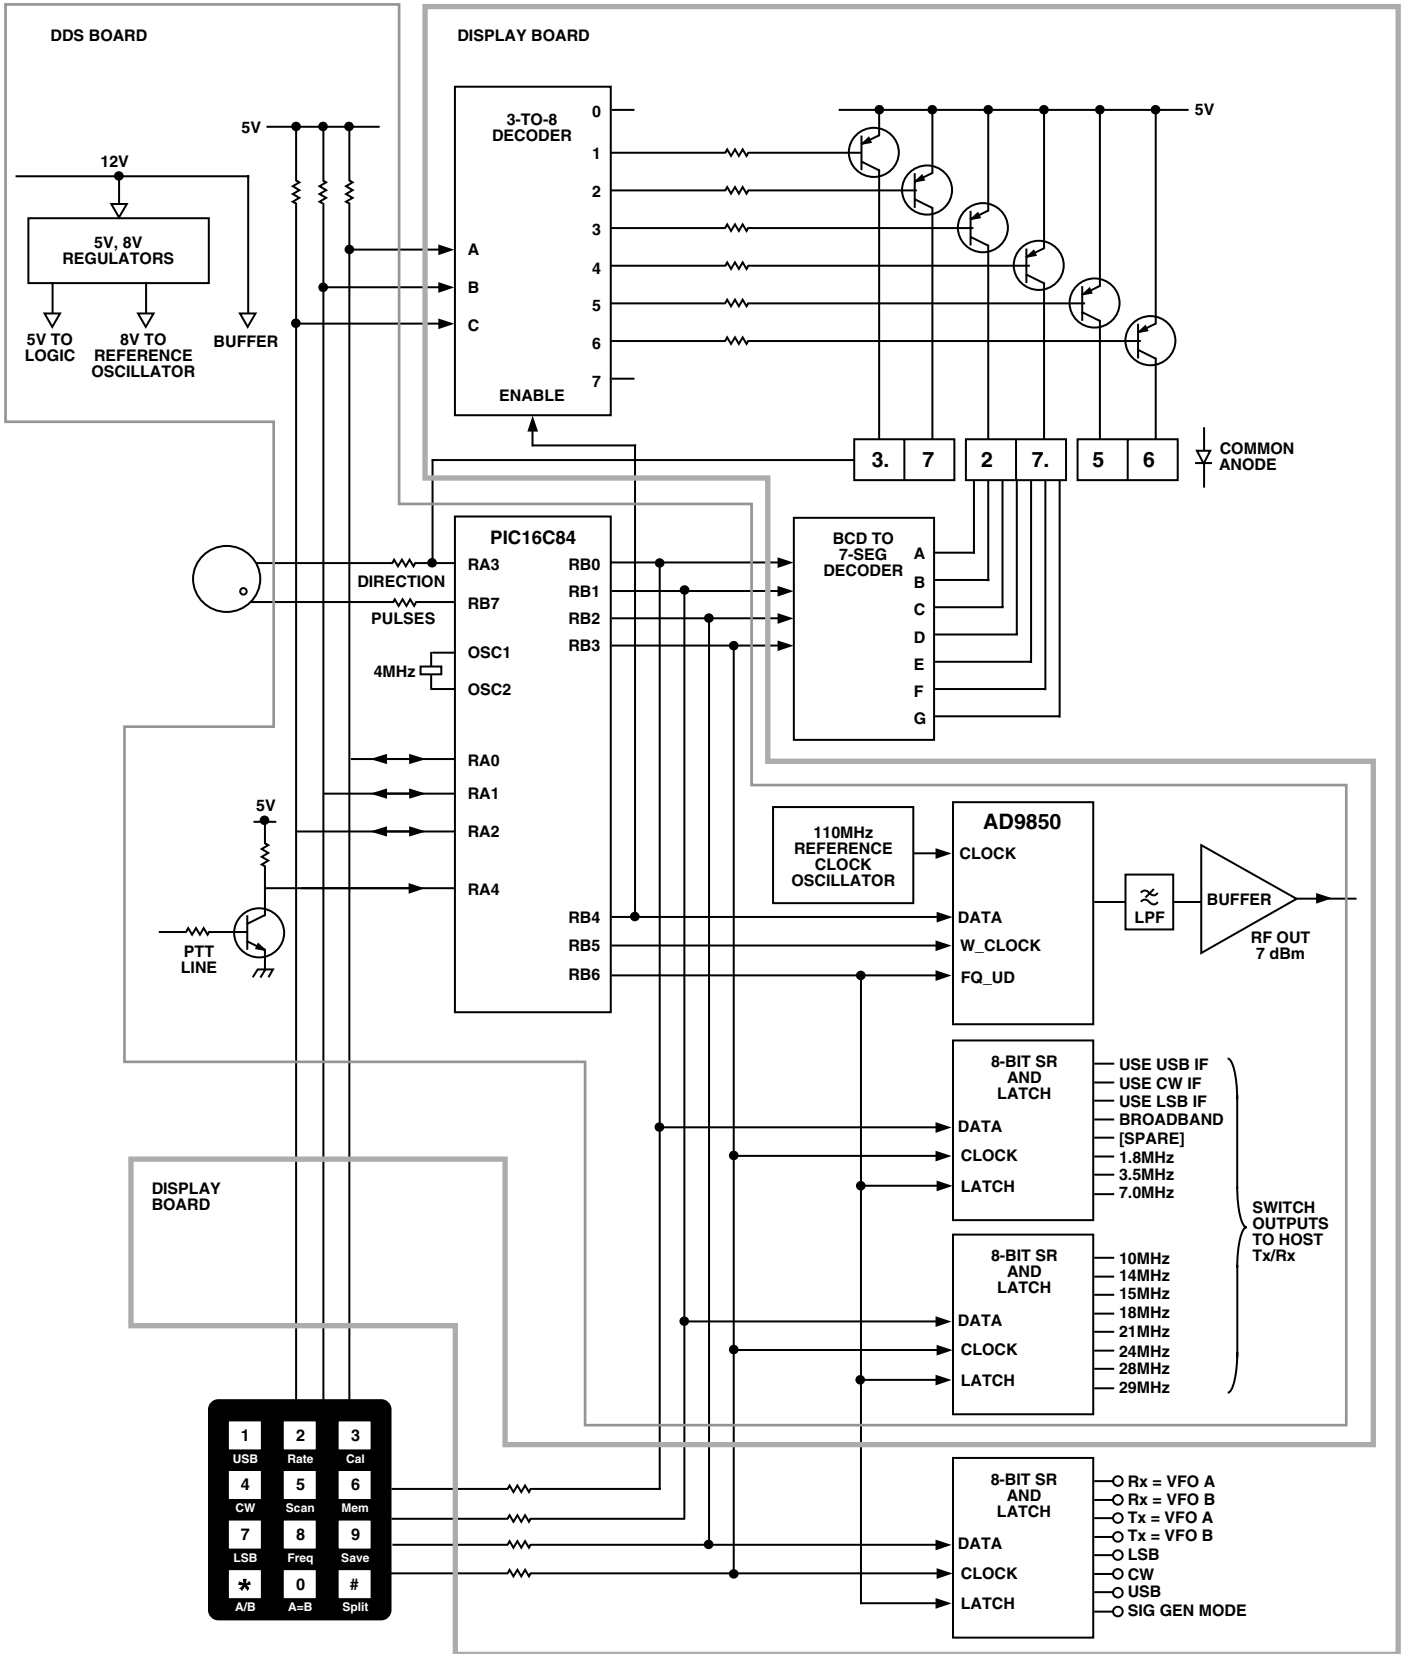 DDS BOARD
DISPLAY BOARD
5V
12V
5V, 8V
REGULATORS
5V TO
LOGIC
8V TO
REFERENCE
OSCILLATOR
BUFFER
3-TO-8
DECODER
0
1
2
3
4
5
6
7
A
B
C
ENABLE
5V
3.
7
2
7.
5
6
COMMON
ANODE
PIC16C84
RA3
RB7
OSC1
OSC2
RA0
RA1
RA2
RA4
RB0
RB1
RB2
RB3
RB4
RB5
RB6
DIRECTION
PULSES
4MHz
5V
PTT
LINE
BCD TO
7-SEG
DECODER
A
B
C
D
E
F
G
110MHz
REFERENCE
CLOCK
OSCILLATOR
AD9850
CLOCK
DATA
W_CLOCK
FQ_UD
LPF
BUFFER
RF OUT
7 dBm
8-BIT SR
AND
LATCH
DATA
CLOCK
LATCH
USE USB IF
USE CW IF
USE LSB IF
BROADBAND
[SPARE]
1.8MHz
3.5MHz
7.0MHz
SWITCH
OUTPUTS
TO HOST
Tx/Rx
8-BIT SR
AND
LATCH
DATA
CLOCK
LATCH
10MHz
14MHz
15MHz
18MHz
21MHz
24MHz
28MHz
29MHz
DISPLAY
BOARD
1 2 3
USB Rate Cal
4 5 6
CW Scan Mem
7 8 9
LSB Freq Save
* 0 #
A/B A=B Split
8-BIT SR
AND
LATCH
DATA
CLOCK
LATCH
Rx = VFO A
Rx = VFO B
Tx = VFO A
Tx = VFO B
LSB
CW
USB
SIG GEN MODE